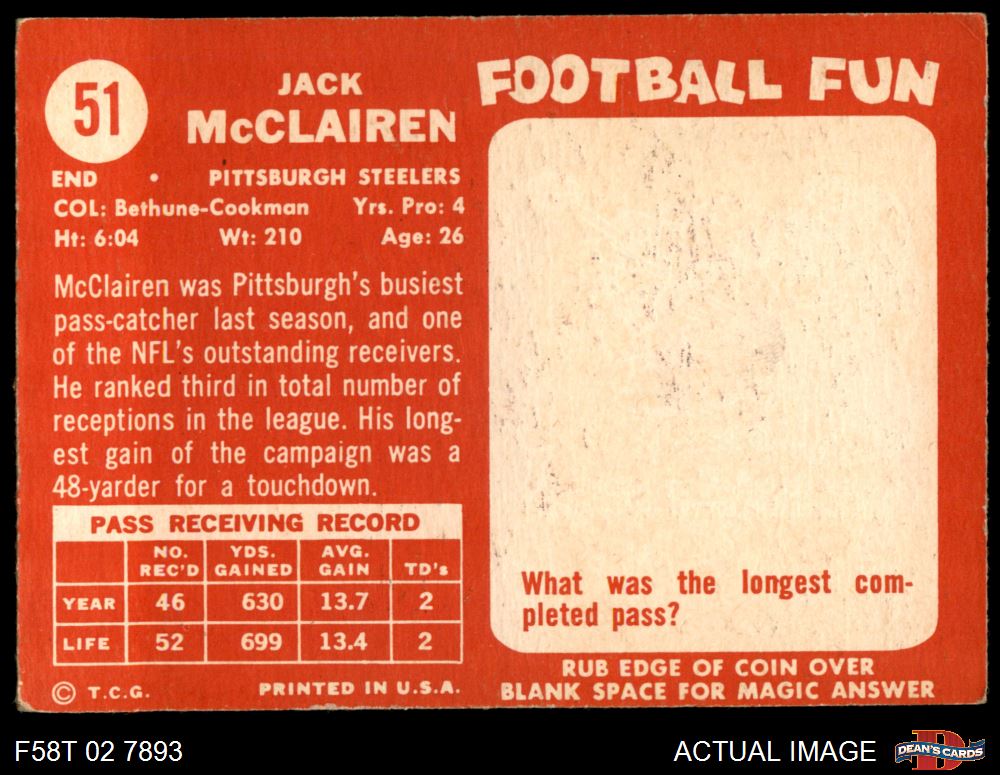 51
JACK
McCLAIREN
END • PITTSBURGH STEELERS
COL: Bethune-Cookman Yrs. Pro: 4
Ht: 6:04 Wt: 210 Age: 26
McClairen was Pittsburgh's busiest
pass-catcher last season, and one
of the NFL's outstanding receivers.
He ranked third in total number of
receptions in the league. His long-
est gain of the campaign was a
48-yarder for a touchdown.
PASS RECEIVING RECORD
NO. REC'D YDS. GAINED AVG. GAIN TD's
YEAR 46 630 13.7 2
LIFE 52 699 13.4 2
© T.C.G. PRINTED IN U.S.A.
FOOTBALL FUN
What was the longest com-
pleted pass?
RUB EDGE OF COIN OVER
BLANK SPACE FOR MAGIC ANSWER
F58T 02 7893
ACTUAL IMAGE
D
DEAN'S CARDS